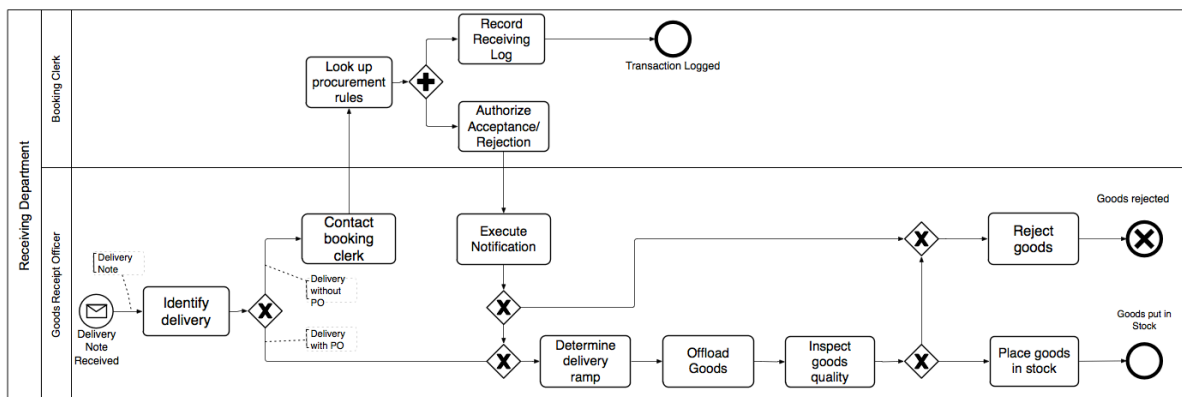 Receiving Department
Booking Clerk
Look up
procurement
rules
Record
Receiving
Log
Transaction Logged
Authorize
Acceptance/
Rejection
Goods Receipt Officer
Delivery
Note
Received
Delivery
Note
Identify
delivery
Contact
booking
clerk
Delivery
without
PO
Delivery
with PO
Execute
Notification
Determine
delivery
ramp
Offload
Goods
Inspect
goods
quality
Reject
goods
Goods rejected
Place goods
in stock
Goods put in
Stock